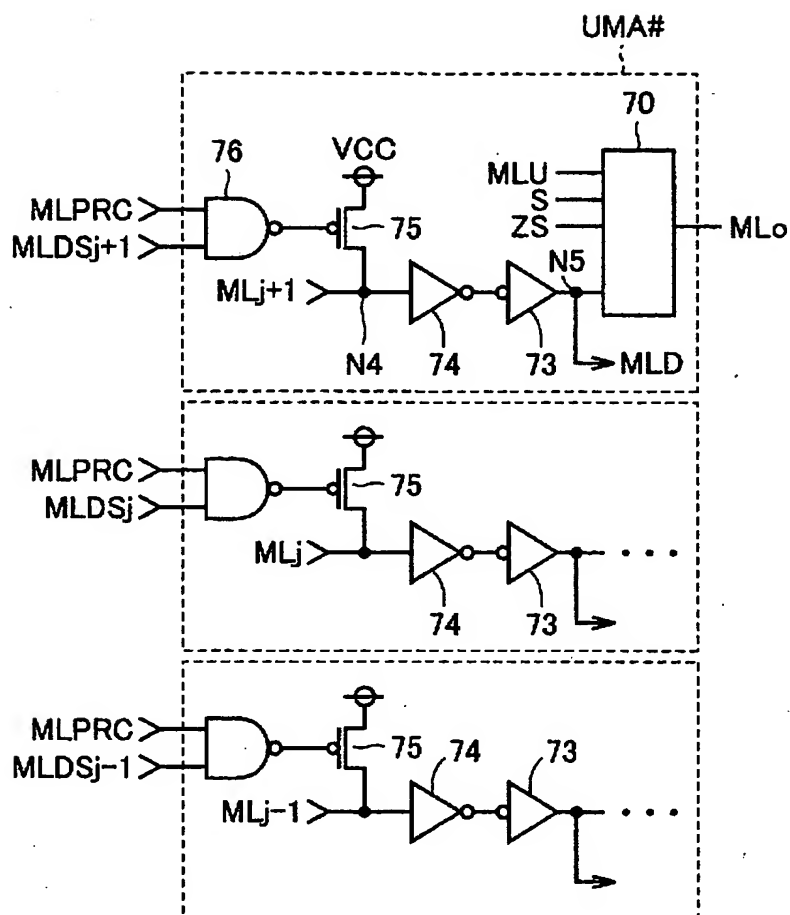 UMA#
70
76
VCC
MLU
S
ZS
MLPRC
MLDSj+1
75
MLo
MLj+1
N5
N4
74
73
MLD
MLPRC
MLDSj
75
MLj
74
73
MLPRC
MLDSj-1
75
74
73
MLj-1